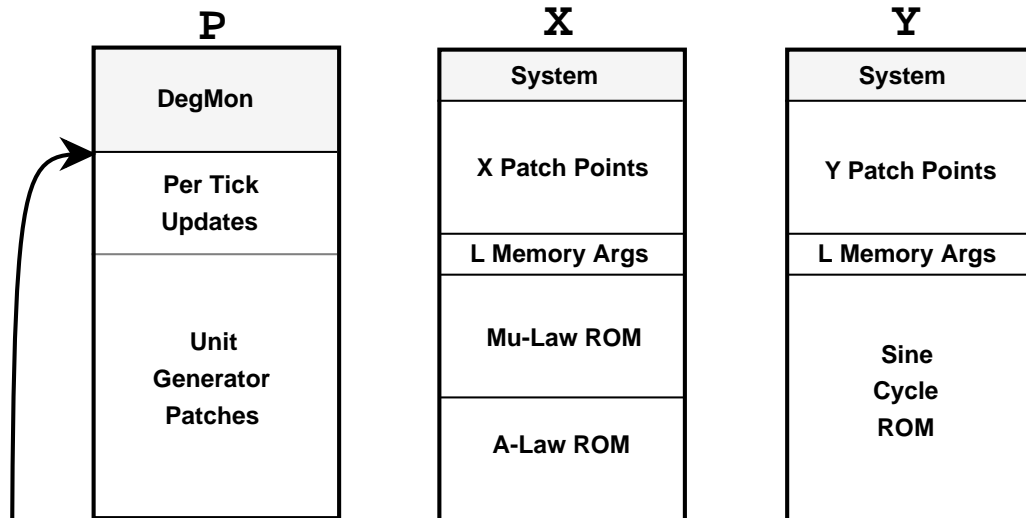 P
DegMon
Per Tick
Updates
Unit
Generator
Patches
X
System
X Patch Points
L Memory Args
Mu-Law ROM
A-Law ROM
Y
System
Y Patch Points
L Memory Args
Sine
Cycle
ROM